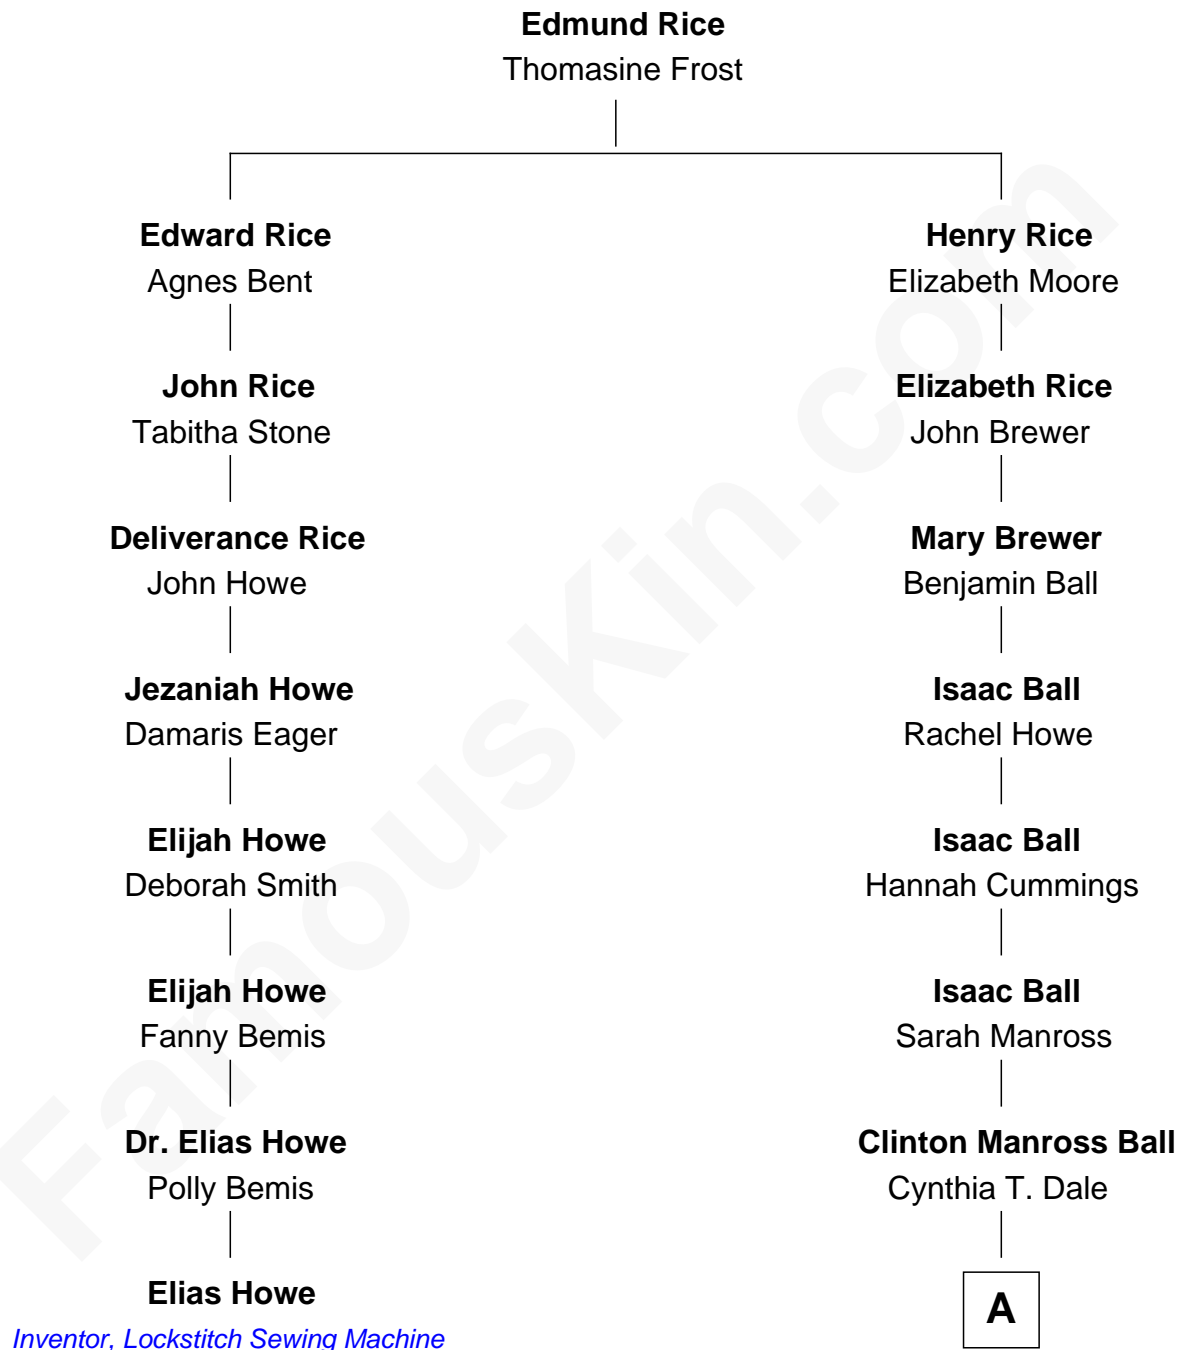 Edmund Rice
Thomasine Frost
Edward Rice
Agnes Bent
Henry Rice
Elizabeth Moore
John Rice
Tabitha Stone
Elizabeth Rice
John Brewer
Deliverance Rice
John Howe
Mary Brewer
Benjamin Ball
Jezaniah Howe
Damaris Eager
Isaac Ball
Rachel Howe
Elijah Howe
Deborah Smith
Isaac Ball
Hannah Cummings
Elijah Howe
Fanny Bemis
Isaac Ball
Sarah Manross
Dr. Elias Howe
Polly Bemis
Clinton Manross Ball
Cynthia T. Dale
Elias Howe
Inventor, Lockstitch Sewing Machine
A
FamousKin.com